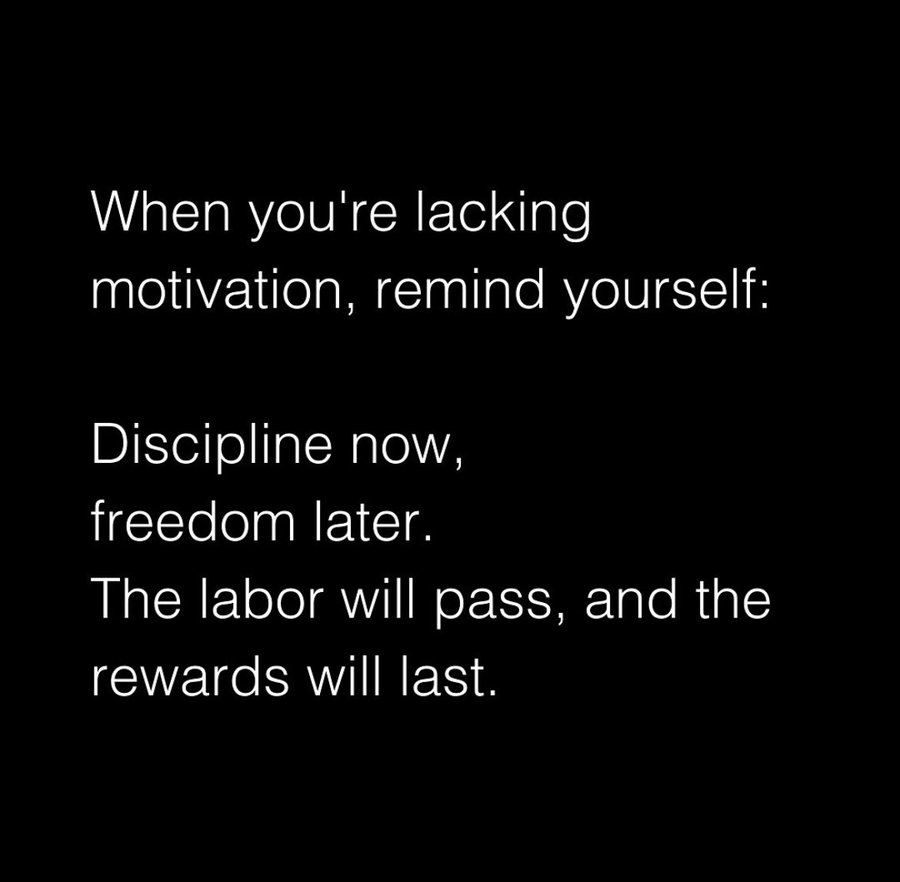 When you're lacking
motivation, remind yourself:
Discipline now,
freedom later.
The labor will pass, and the
rewards will last.